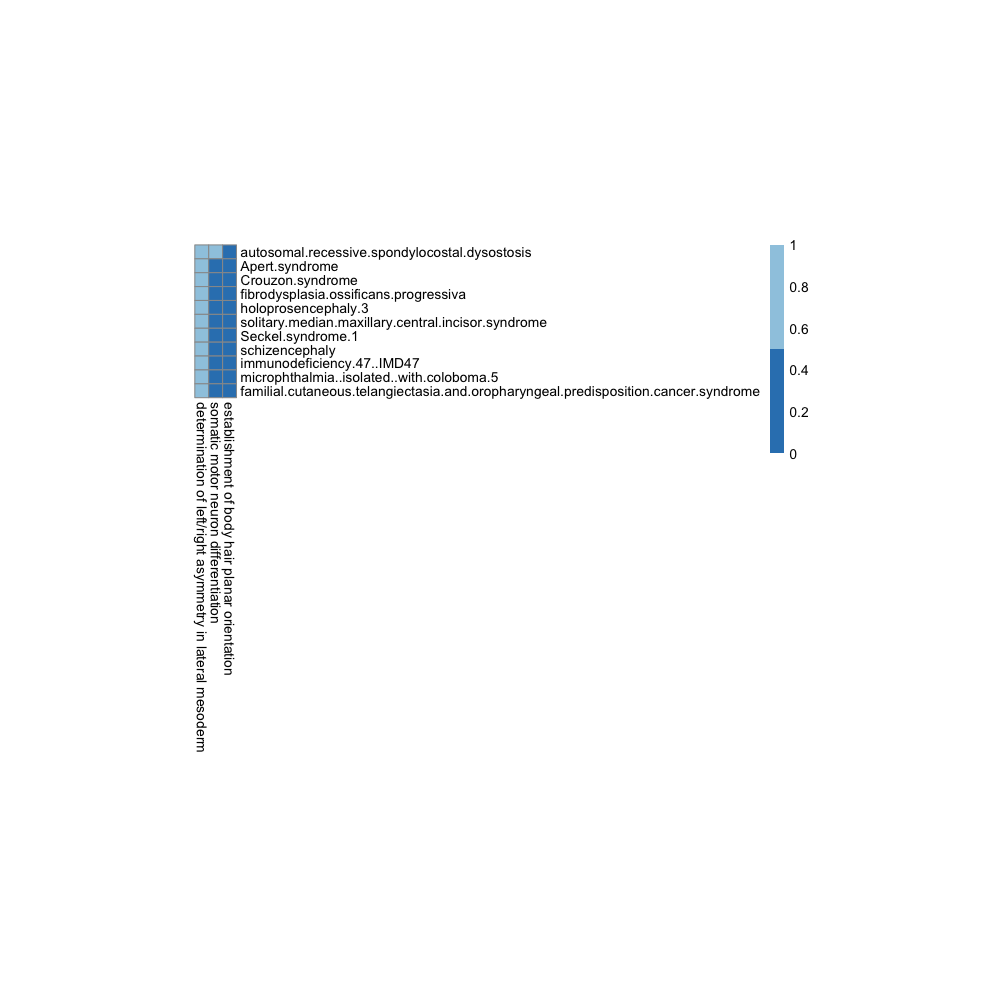 autosomal.recessive.spondylocostal.dysostosis
Apert.syndrome
Crouzon.syndrome
fibrodysplasia.ossificans.progressiva
holoprosencephaly.3
solitary.median.maxillary.central.incisor.syndrome
Seckel.syndrome.1
schizencephaly
immunodeficiency.47..IMD47
microphthalmia..isolated..with.coloboma.5
familial.cutaneous.telangiectasia.and.oropharyngeal.predisposition.cancer.syndrome
determination of left/right asymmetry in lateral mesoderm
somatic motor neuron differentiation
establishment of body hair planar orientation
1
0.8
0.6
0.4
0.2
0